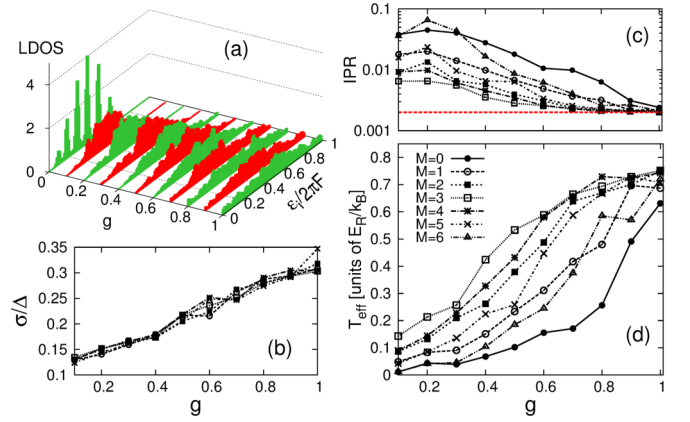 LDOS
(a)
4
2
0
0
0.2
0.4
0.6
0.8
1
g
0
0.2
0.4
0.6
0.8
1
εᵢ/2πF
(c)
IPR
0.1
0.01
0.001
σ/Δ
0.35
0.3
0.25
0.2
0.15
0.1
(b)
0.2
0.4
0.6
0.8
1
g
T_eff [units of E_R/k_B]
0.8
0.7
0.6
0.5
0.4
0.3
0.2
0.1
0
M=0
M=1
M=2
M=3
M=4
M=5
M=6
(d)
0.2
0.4
0.6
0.8
1
g